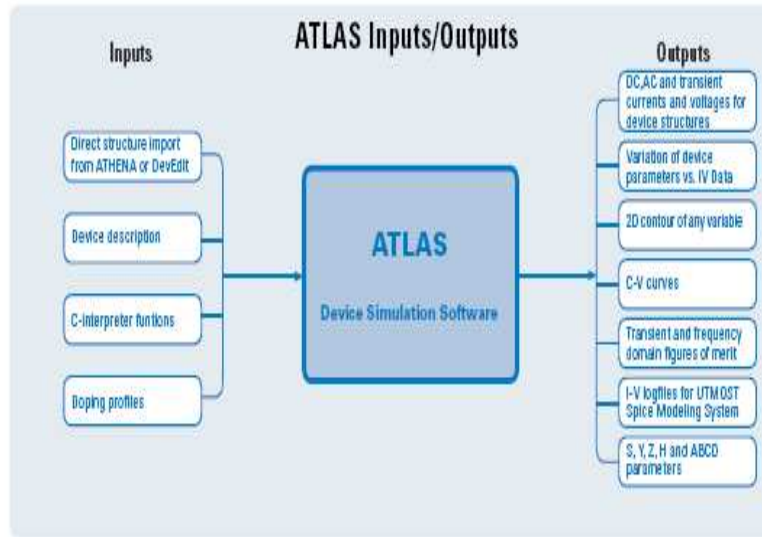 ATLAS Inputs/Outputs
Inputs
Direct structure import
from ATHENA or DevEdit
Device description
C-interpreter funtions
Doping profiles
ATLAS
Device Simulation Software
Outputs
DC,AC and transient
currents and voltages for
device structures
Variation of device
parameters vs. IV Data
2D contour of any variable
C-V curves
Transient and frequency
domain figures of merit
I-V logfiles for UTMOST
Spice Modeling System
S, Y, Z, H and ABCD
parameters